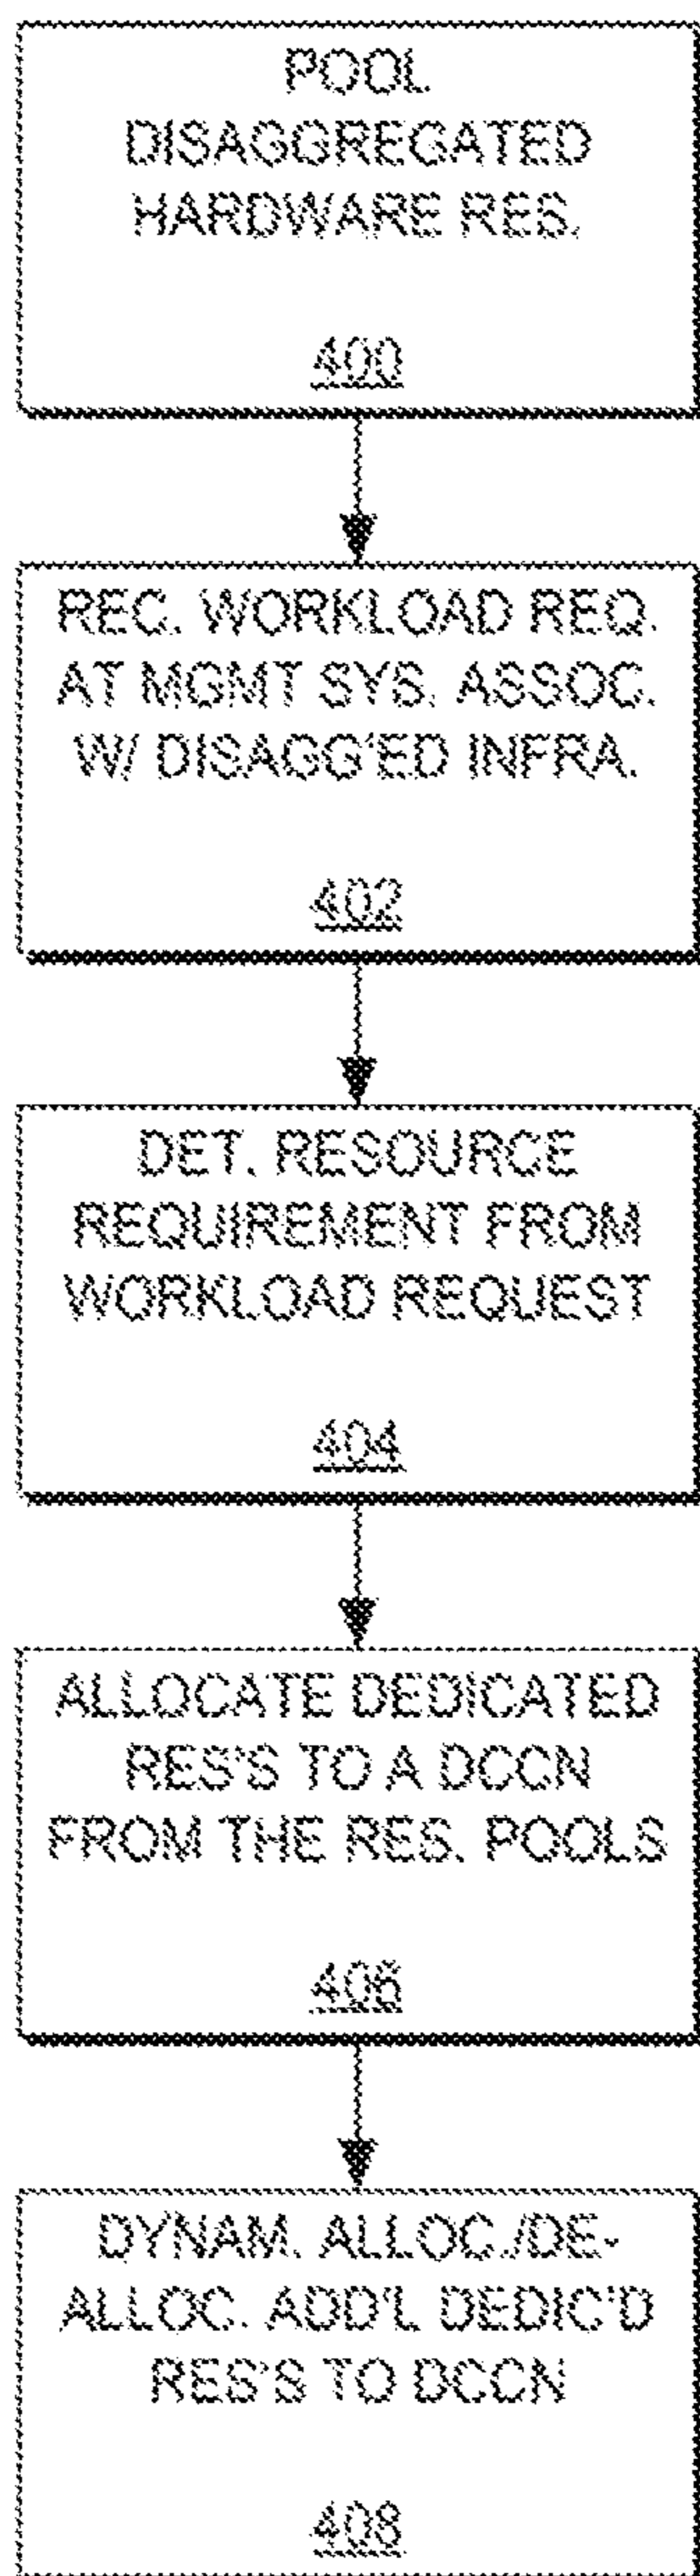 POOL
DISAGGREGATED
HARDWARE RES.
400
REC. WORKLOAD REQ.
AT MGMT SYS. ASSOC.
W/ DISAGG'ED INFRA.
402
DET. RESOURCE
REQUIREMENT FROM
WORKLOAD REQUEST
404
ALLOCATE DEDICATED
RES'S TO A DCCN
FROM THE RES. POOLS
406
DYNAM. ALLOC./DE-
ALLOC. ADD'L DEDIC'D
RES'S TO DCCN
408